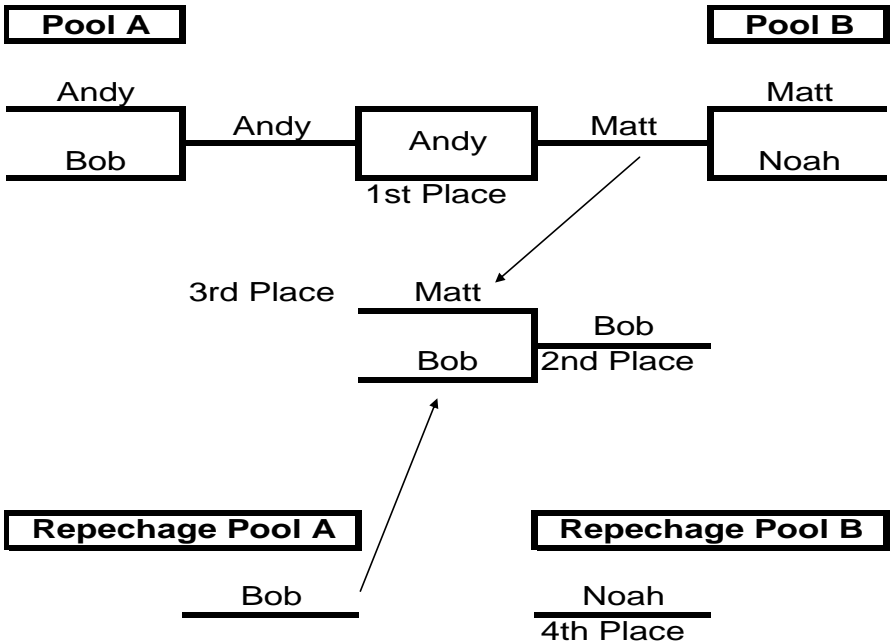 Pool A Pool B
Andy Matt
Andy Andy Matt
Bob Noah
1st Place
3rd Place Matt
Bob
Bob 2nd Place
Repechage Pool A Repechage Pool B
Bob Noah
4th Place